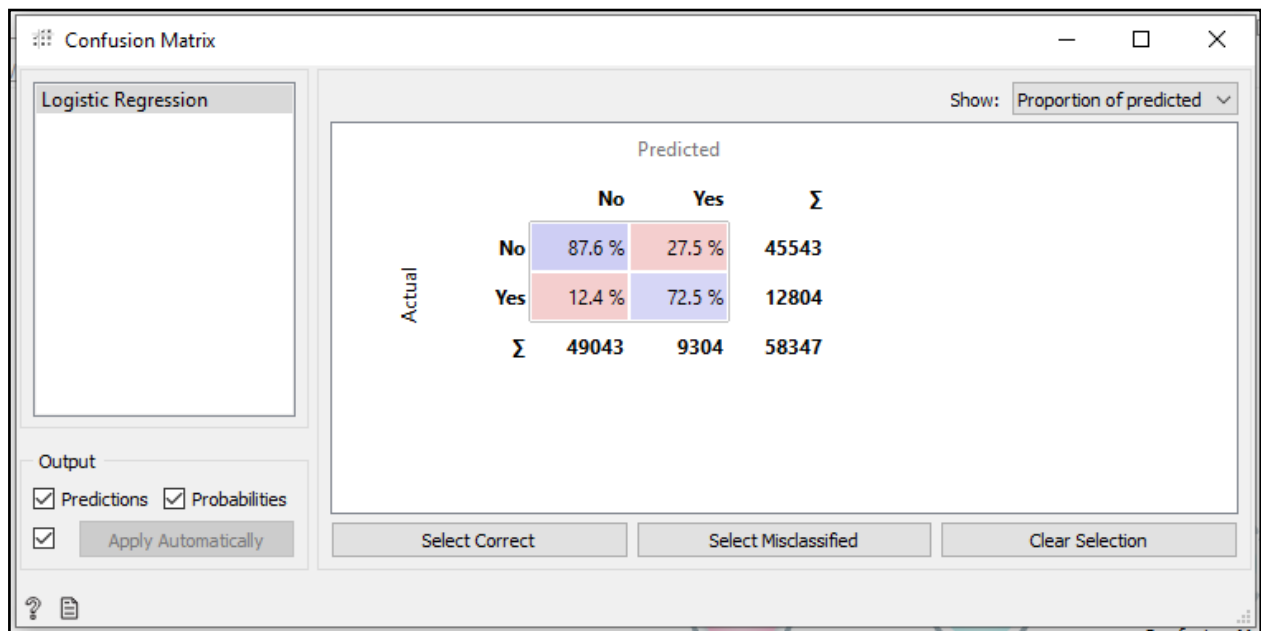 Confusion Matrix
Logistic Regression
Show: Proportion of predicted
Predicted
No Yes Σ
No 87.6 % 27.5 % 45543
Actual
Yes 12.4 % 72.5 % 12804
Σ 49043 9304 58347
Output
Predictions Probabilities
Apply Automatically
Select Correct Select Misclassified Clear Selection
?